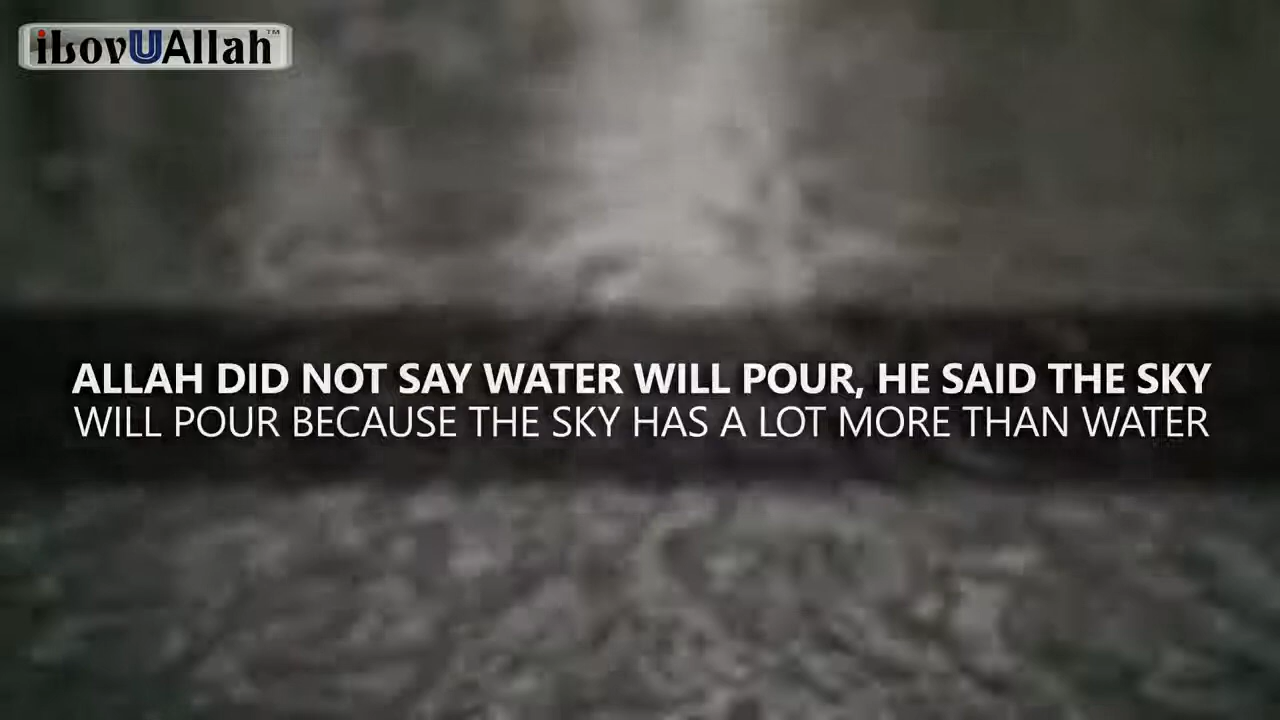 iLovUAllah™
ALLAH DID NOT SAY WATER WILL POUR, HE SAID THE SKY
WILL POUR BECAUSE THE SKY HAS A LOT MORE THAN WATER